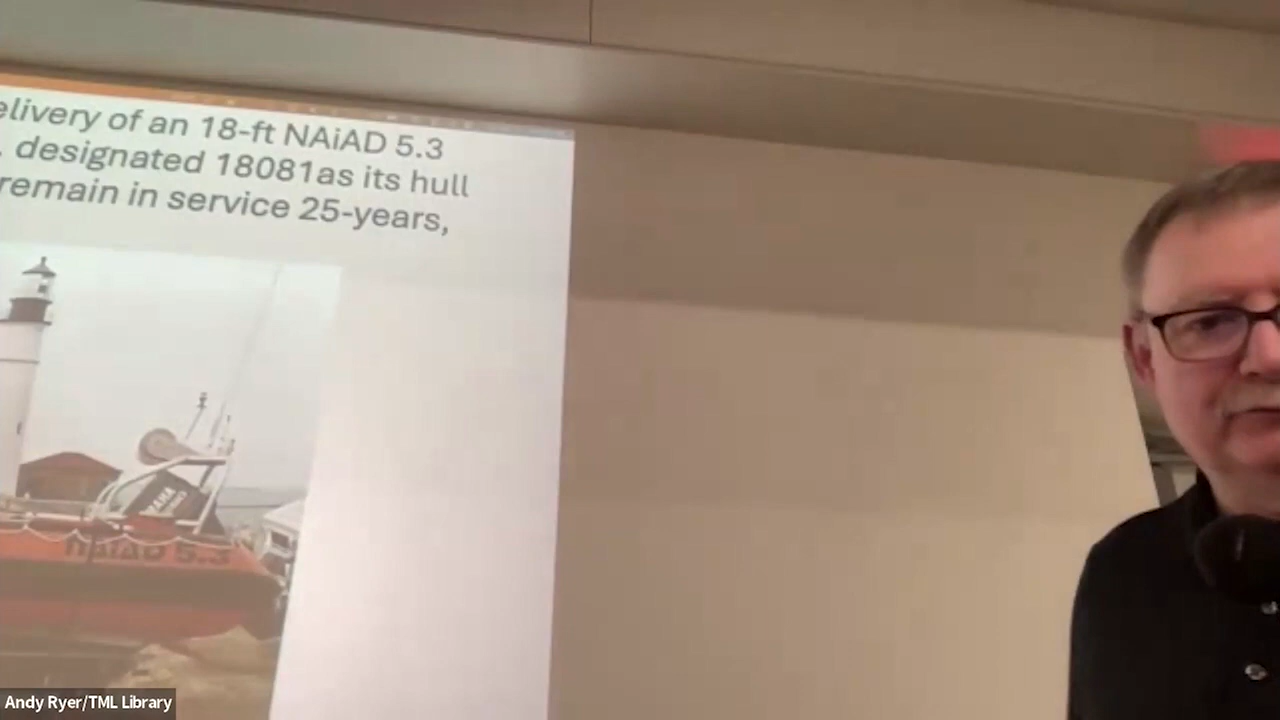 elivery of an 18-ft NAiAD 5.3
. designated 18081as its hull
remain in service 25-years,
NAIAD 5.3
Andy Ryer/TML Library